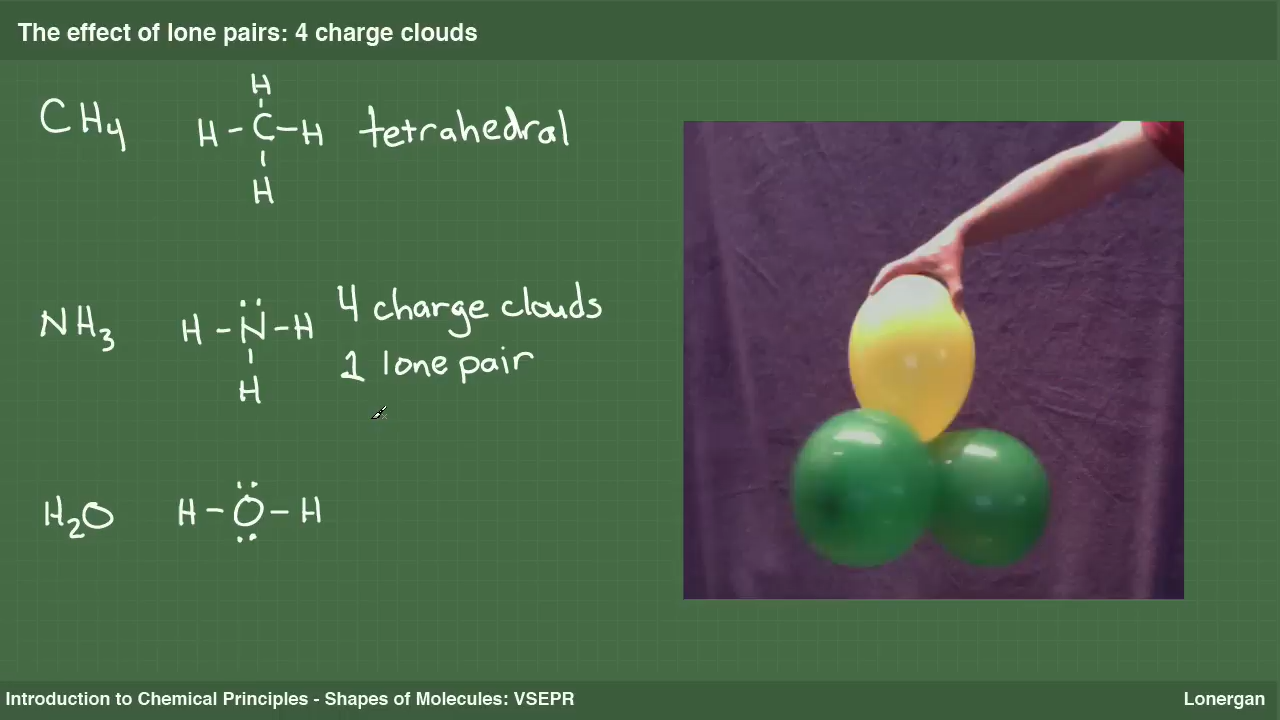 The effect of lone pairs: 4 charge clouds
CH4
H
H - C - H
H
tetrahedral
NH3
H - N - H
H
4 charge clouds
1 lone pair
H2O
H - O - H
Introduction to Chemical Principles - Shapes of Molecules: VSEPR
Lonergan